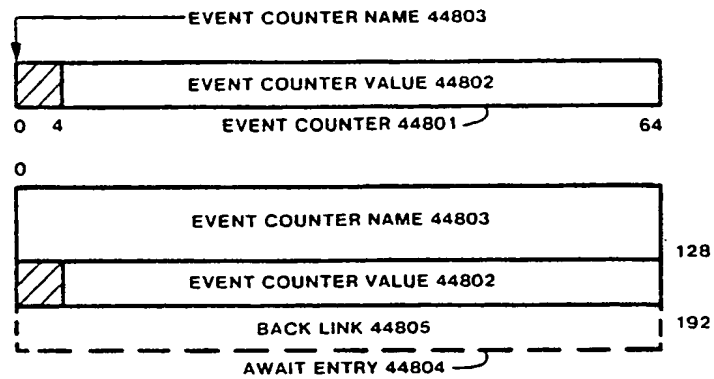 EVENT COUNTER NAME 44803
EVENT COUNTER VALUE 44802
0 4 EVENT COUNTER 44801 64
0
EVENT COUNTER NAME 44803
128
EVENT COUNTER VALUE 44802
BACK LINK 44805 192
AWAIT ENTRY 44804